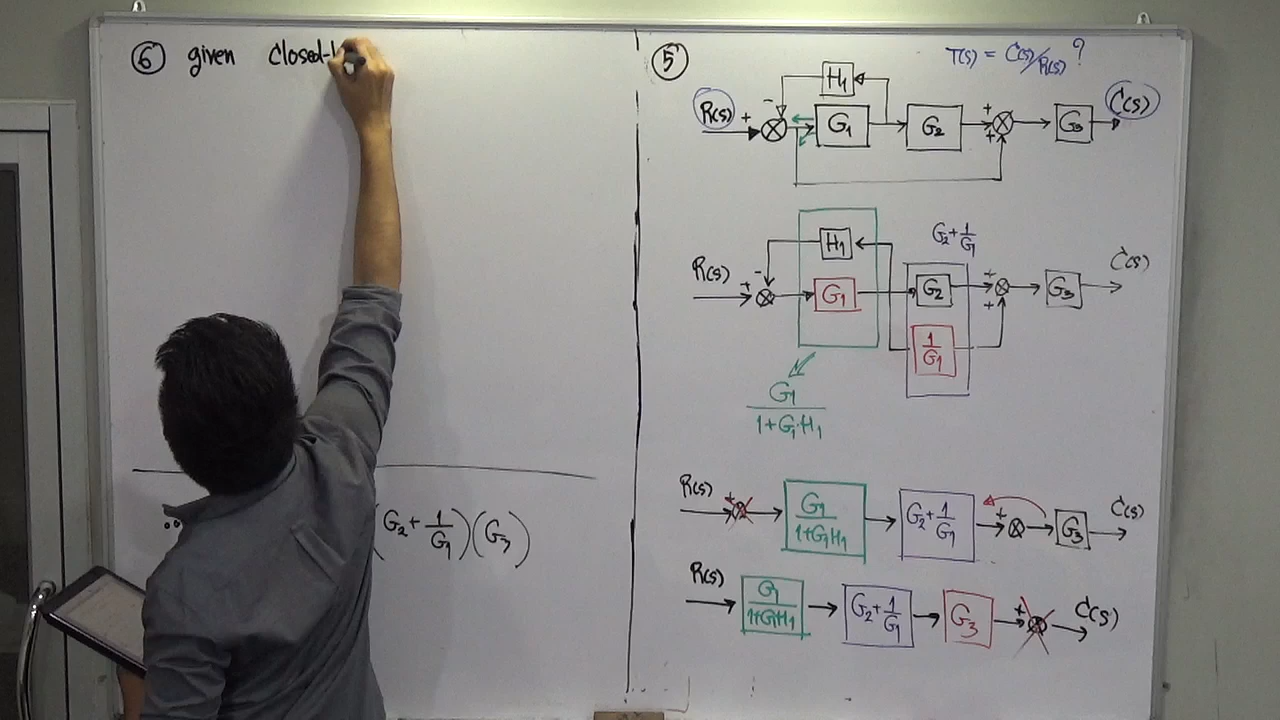 ⑥ given Closed-
∴
(G₂ + 1/G₁)(G₃)
⑤
T(s) = C(s)/R(s) ?
H₁
R(s) + - G₁ G₂ + + G₃ C(s)
G₂ + 1/G₁
H₁
R(s) + - G₁ G₂ + + G₃ C(s)
1/G₁
G₁/(1+G₁H₁)
R(s) + G₁/(1+G₁H₁) G₂ + 1/G₁ + G₃ C(s)
R(s) G₁/(1+G₁H₁) G₂ + 1/G₁ G₃ + C(s)